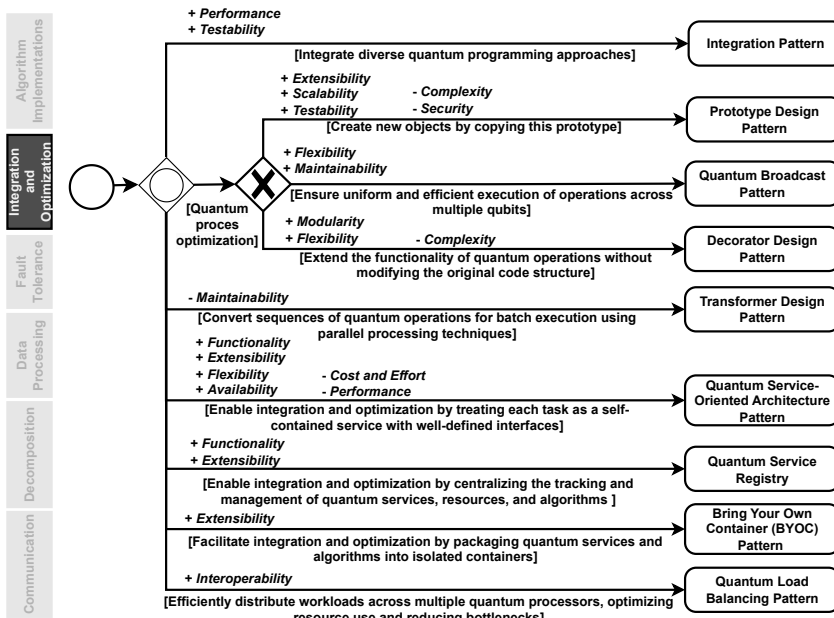 + Performance
+ Testability
[Integrate diverse quantum programming approaches]
Integration Pattern
+ Extensibility
+ Scalability
+ Testability
- Complexity
- Security
[Create new objects by copying this prototype]
Prototype Design
Pattern
+ Flexibility
+ Maintainability
[Ensure uniform and efficient execution of operations across
multiple qubits]
Quantum Broadcast
Pattern
[Quantum
proces
optimization]
+ Modularity
+ Flexibility
- Complexity
[Extend the functionality of quantum operations without
modifying the original code structure]
Decorator Design
Pattern
- Maintainability
[Convert sequences of quantum operations for batch execution using
parallel processing techniques]
Transformer Design
Pattern
+ Functionality
+ Extensibility
+ Flexibility
+ Availability
- Cost and Effort
- Performance
[Enable integration and optimization by treating each task as a self-
contained service with well-defined interfaces]
Quantum Service-
Oriented Architecture
Pattern
+ Functionality
+ Extensibility
[Enable integration and optimization by centralizing the tracking
and management of quantum services, resources, and algorithms ]
Quantum Service
Registry
+ Extensibility
[Facilitate integration and optimization by packaging quantum services and
algorithms into isolated containers]
Bring Your Own
Container (BYOC)
Pattern
+ Interoperability
[Efficiently distribute workloads across multiple quantum processors, optimizing
resource use and reducing bottlenecks]
Quantum Load
Balancing Pattern
Algorithm
Implementations
Integration
and
Optimization
Fault
Tolerance
Data
Processing
Decomposition
Communication